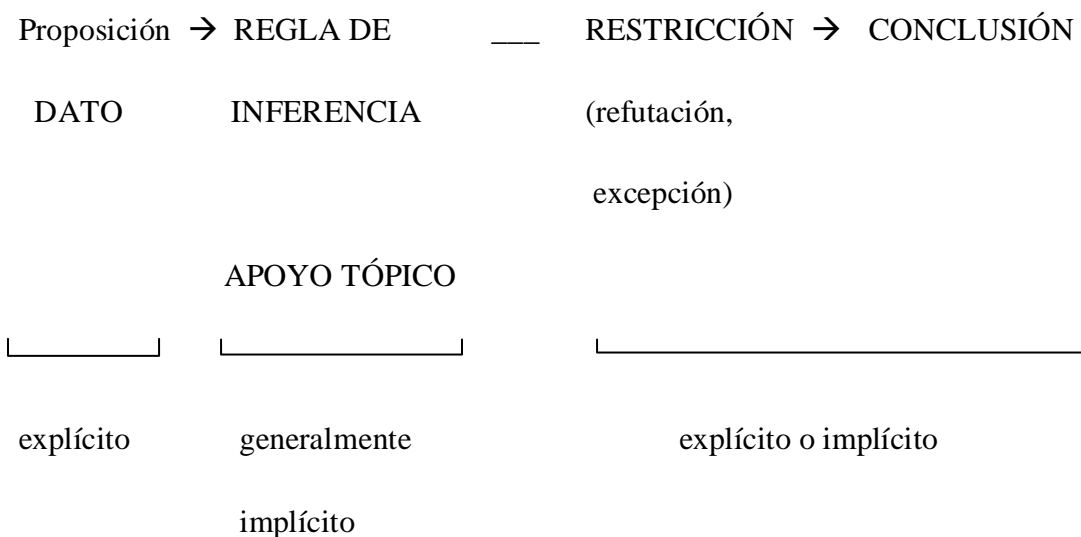 Proposición → REGLA DE ___ RESTRICCIÓN → CONCLUSIÓN
DATO INFERENCIA (refutación,
excepción)
APOYO TÓPICO
explícito generalmente explícito o implícito
implícito